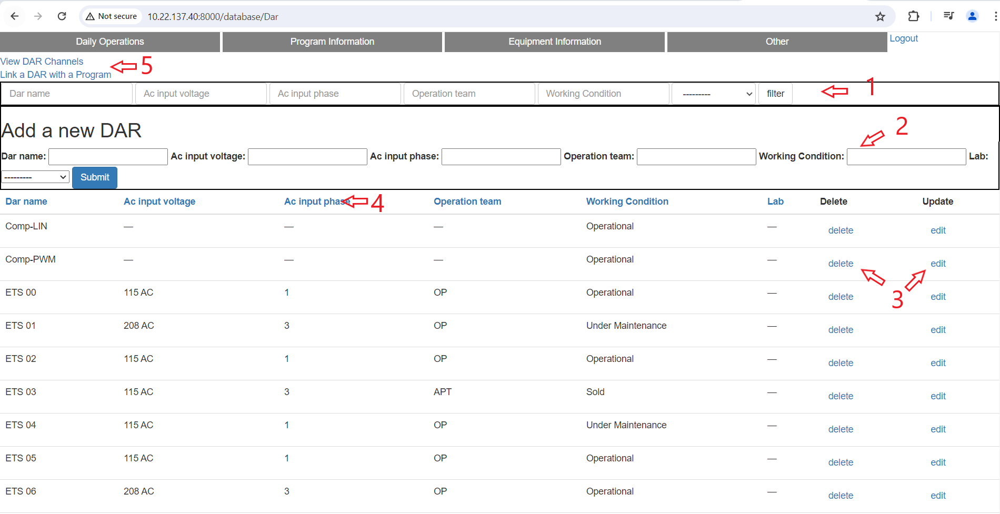 Not secure 10.22.137.40:8000/database/Dar
Daily Operations Program Information Equipment Information Other Logout
View DAR Channels
Link a DAR with a Program
5
Dar name Ac input voltage Ac input phase Operation team Working Condition --------- filter 1
Add a new DAR
2
Dar name: Ac input voltage: Ac input phase: Operation team: Working Condition: Lab:
--------- Submit
Dar name Ac input voltage Ac input phase 4 Operation team Working Condition Lab Delete Update
Comp-LIN — — — Operational — delete edit
Comp-PWM — — — Operational — delete edit
3
ETS 00 115 AC 1 OP Operational — delete edit
ETS 01 208 AC 3 OP Under Maintenance — delete edit
ETS 02 115 AC 1 OP Operational — delete edit
ETS 03 115 AC 3 APT Sold — delete edit
ETS 04 115 AC 1 OP Under Maintenance — delete edit
ETS 05 115 AC 1 OP Operational — delete edit
ETS 06 208 AC 3 OP Operational — delete edit